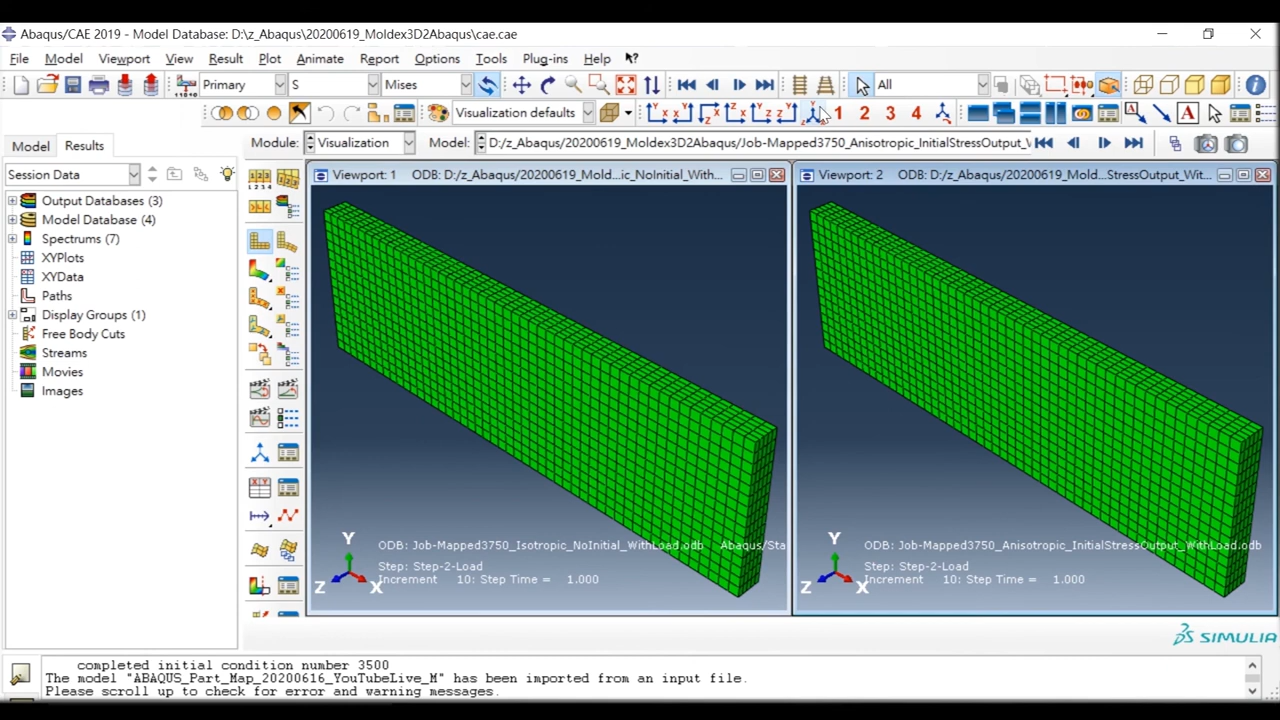 Abaqus/CAE 2019 - Model Database: D:\z_Abaqus\20200619_Moldex3D2Abaqus\cae.cae
File Model Viewport View Result Plot Animate Report Options Tools Plug-ins Help
Primary S Mises All
Visualization defaults 1 2 3 4
Model Results Module: Visualization Model: D:/z_Abaqus/20200619_Moldex3D2Abaqus/Job-Mapped3750_Anisotropic_InitialStressOutput_V
Session Data
Viewport: 1 ODB: D:/z_Abaqus/20200619_Mold...ic_NoInitial_With...
Viewport: 2 ODB: D:/z_Abaqus/20200619_Mold...StressOutput_Wit...
Output Databases (3)
Model Database (4)
Spectrums (7)
XYPlots
XYData
Paths
Display Groups (1)
Free Body Cuts
Streams
Movies
Images
Y
Z
X
ODB: Job-Mapped3750_Isotropic_NoInitial_WithLoad.odb Abaqus/Sta
Step: Step-2-Load
Increment 10: Step Time = 1.000
Y
Z
X
ODB: Job-Mapped3750_Anisotropic_InitialStressOutput_WithLoad.odb
Step: Step-2-Load
Increment 10: Step Time = 1.000
SIMULIA
completed initial condition number 3500
The model "ABAQUS_Part_Map_20200616_YouTubeLive_M" has been imported from an input file.
Please scroll up to check for error and warning messages.